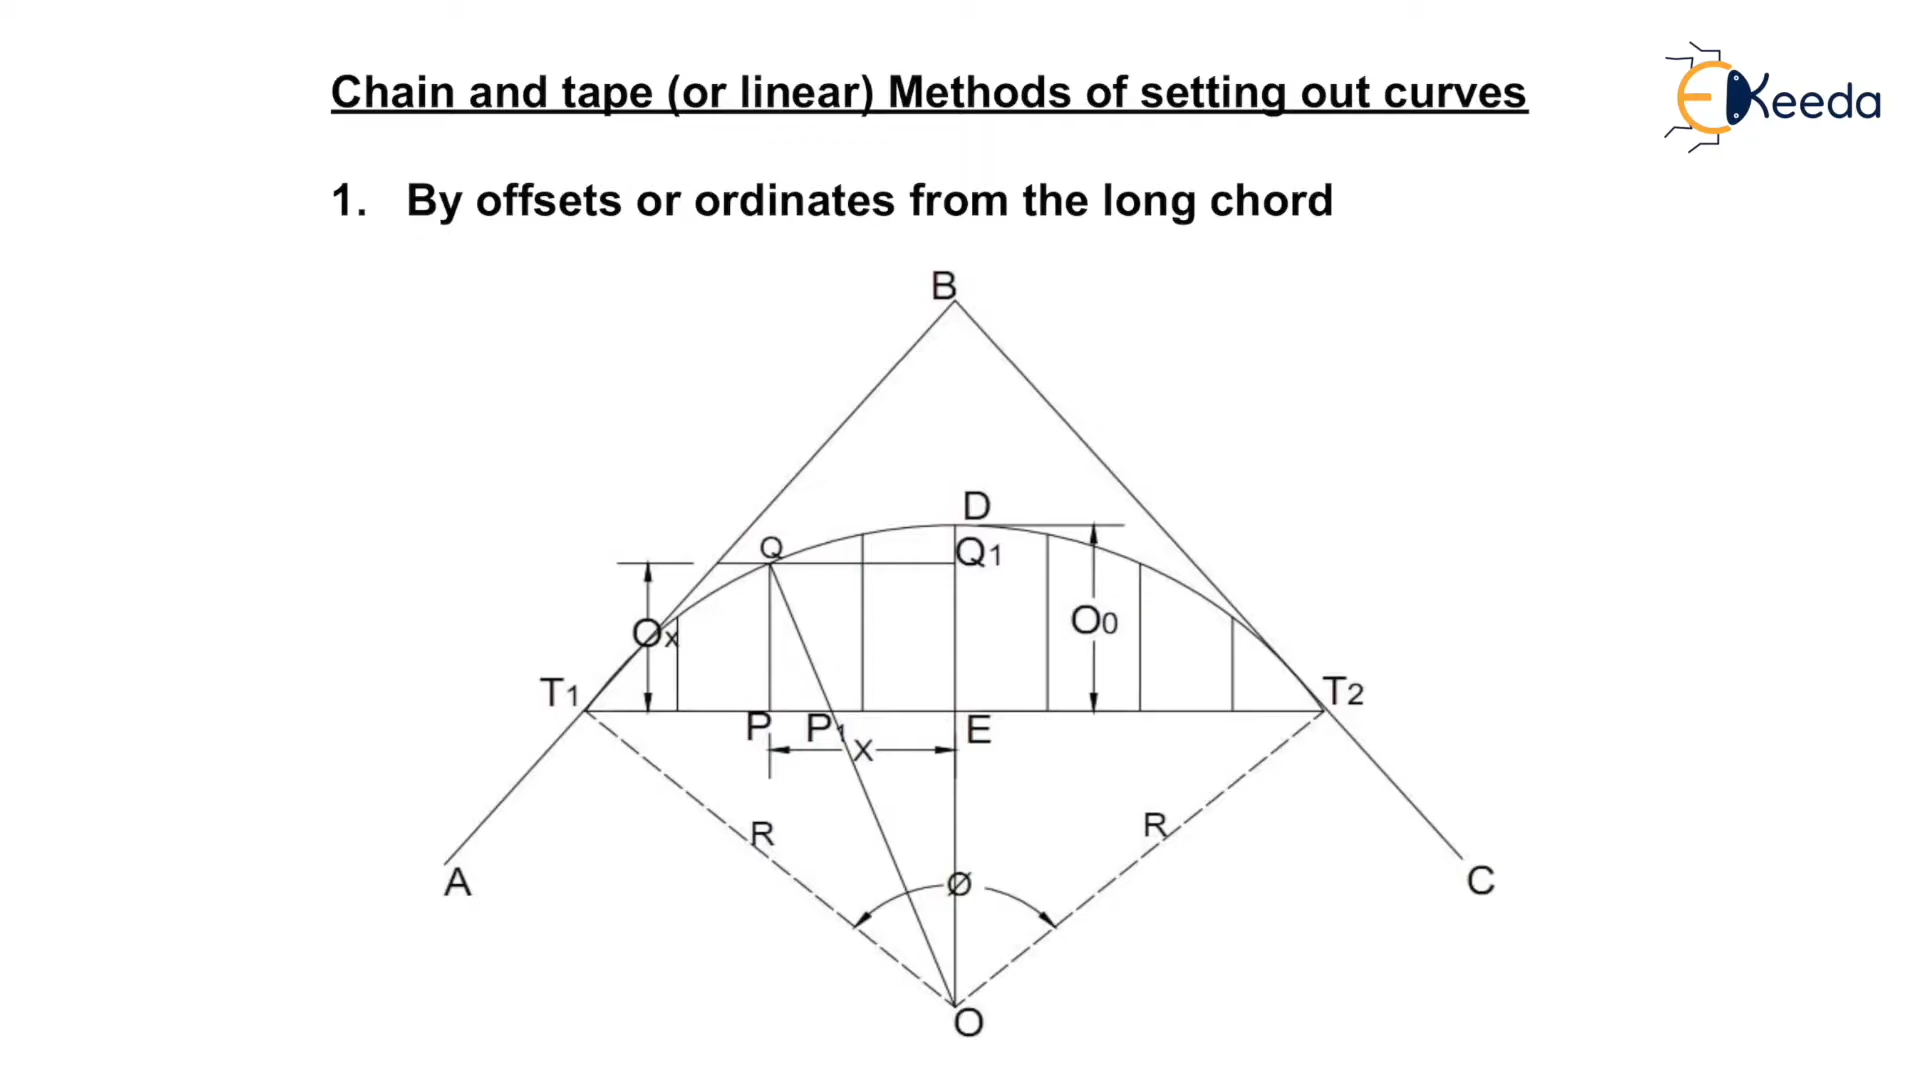 Chain and tape (or linear) Methods of setting out curves
EKeeda
1. By offsets or ordinates from the long chord
B
D
Q
Q1
Ox
O0
T1
T2
P
P1
E
X
R
R
Ø
A
C
O